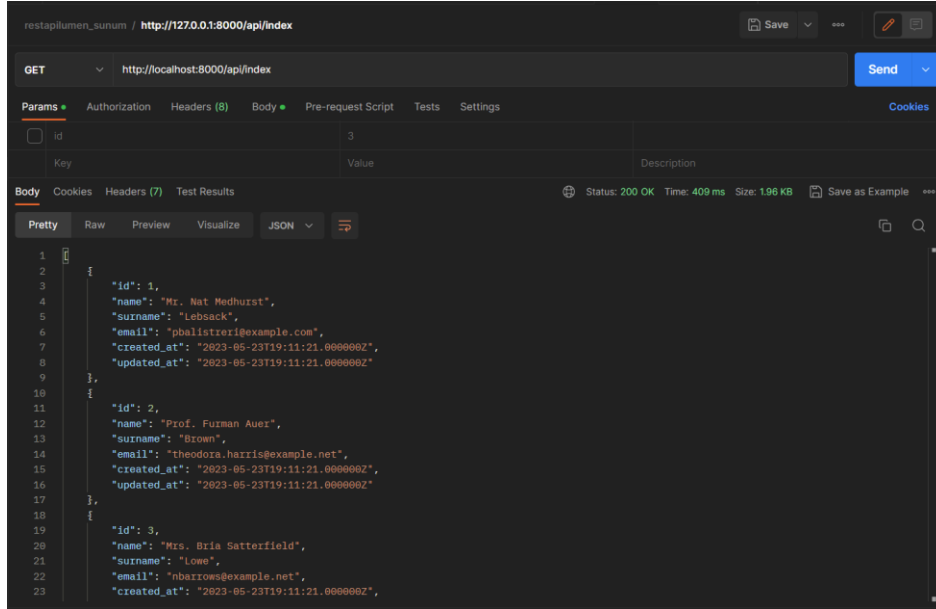 restapilumen_sunum / http://127.0.0.1:8000/api/index Save
GET http://localhost:8000/api/index Send
Params Authorization Headers (8) Body Pre-request Script Tests Settings Cookies
id 3
Key Value Description
Body Cookies Headers (7) Test Results Status: 200 OK Time: 409 ms Size: 1.96 KB Save as Example
Pretty Raw Preview Visualize JSON
1 [
2 {
3 "id": 1,
4 "name": "Mr. Nat Medhurst",
5 "surname": "Lebsack",
6 "email": "pbalistreri@example.com",
7 "created_at": "2023-05-23T19:11:21.000000Z",
8 "updated_at": "2023-05-23T19:11:21.000000Z"
9 },
10 {
11 "id": 2,
12 "name": "Prof. Furman Auer",
13 "surname": "Brown",
14 "email": "theodora.harris@example.net",
15 "created_at": "2023-05-23T19:11:21.000000Z",
16 "updated_at": "2023-05-23T19:11:21.000000Z"
17 },
18 {
19 "id": 3,
20 "name": "Mrs. Bria Satterfield",
21 "surname": "Lowe",
22 "email": "nbarrows@example.net",
23 "created_at": "2023-05-23T19:11:21.000000Z",